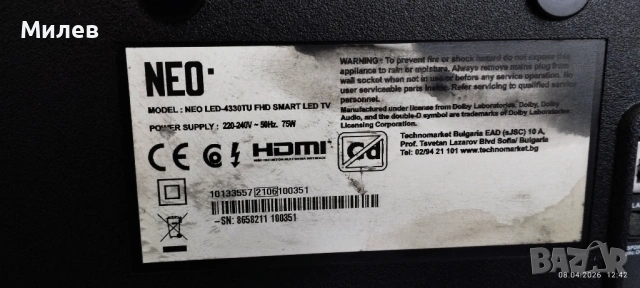 Милев
NEO
MODEL : NEO LED-4330TU FHD SMART LED TV
POWER SUPPLY : 220-240V ~ 50Hz. 75W
CE HDMI Cd
10133557 2106 100351
-SN: 8658211 100351
WARNING: To prevent fire or shock hazard do not expose this
appliance to rain or moisture. Always remove mains plug from
wall socket when not in use or before any service operation. No
user serviceable parts inside. Refer servicing to qualified service
personnel.
Manufactured under license from Dolby Laboratories. Dolby, Dolby
Audio, and the double-D symbol are trademarks of Dolby Laboratories
Licensing Corporation.
Technomarket Bulgaria EAD (sJSC) 10 A,
Prof. Tsvetan Lazarov Blvd Sofia/ Bulgaria
Tel: 02/94 21 101 www.technomarket.bg
BAZAR
08.04.2026 12:42